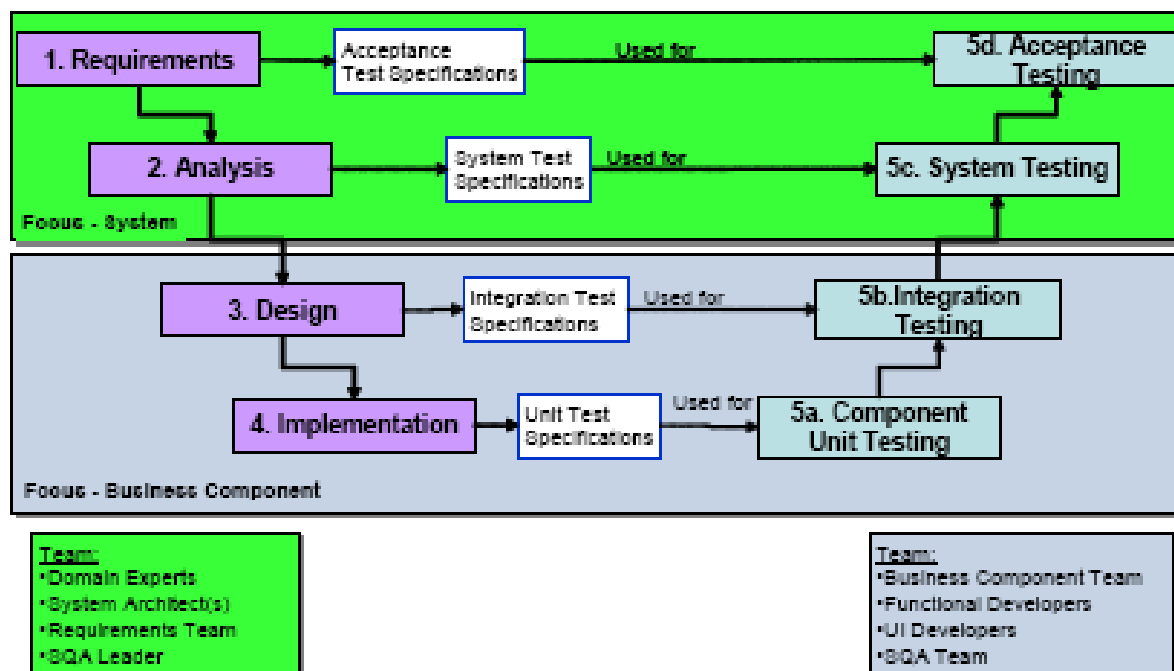 1. Requirements
Acceptance
Test Specifications
Used for
5d. Acceptance
Testing
2. Analysis
System Test
Specifications
Used for
5c. System Testing
Focus - System
3. Design
Integration Test
Specifications
Used for
5b.Integration
Testing
4. Implementation
Unit Test
Specifications
Used for
5a. Component
Unit Testing
Focus - Business Component
Team:
•Domain Experts
•System Architect(s)
•Requirements Team
•SQA Leader
Team:
•Business Component Team
•Functional Developers
•UI Developers
•SQA Team